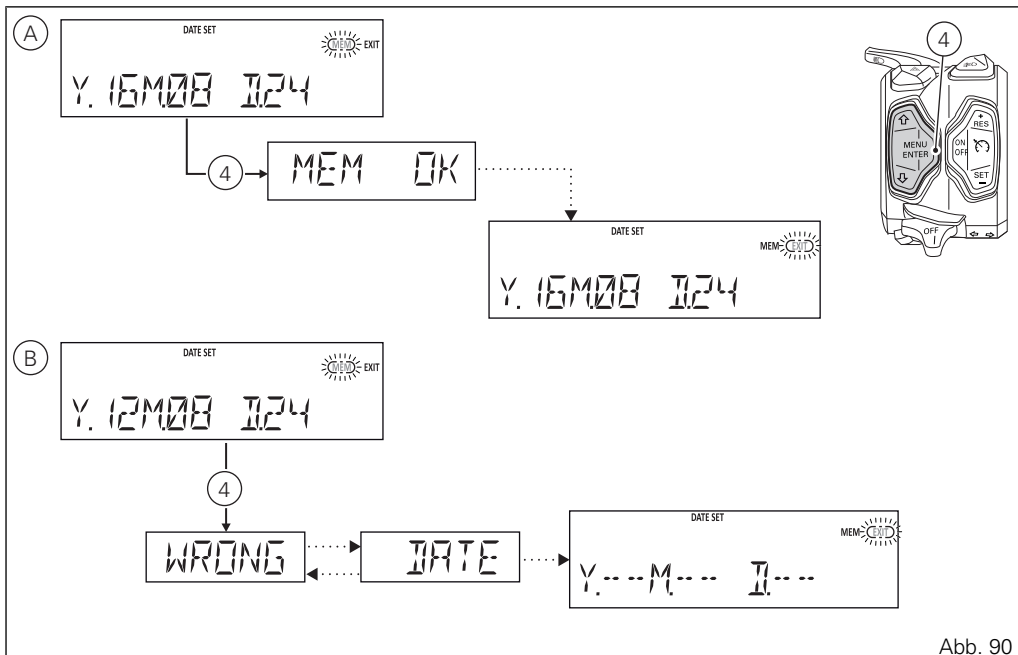 A
DATE SET
MEM EXIT
Y. 16M.08 D.24
4
MEM OK
DATE SET
MEM EXIT
Y. 16M.08 D.24
4
MENU
ENTER
RES
ON
OFF
SET
OFF
B
DATE SET
MEM EXIT
Y. 12M.08 D.24
4
WRONG
DATE
DATE SET
MEM EXIT
Y.--M.-- D.--
Abb. 90